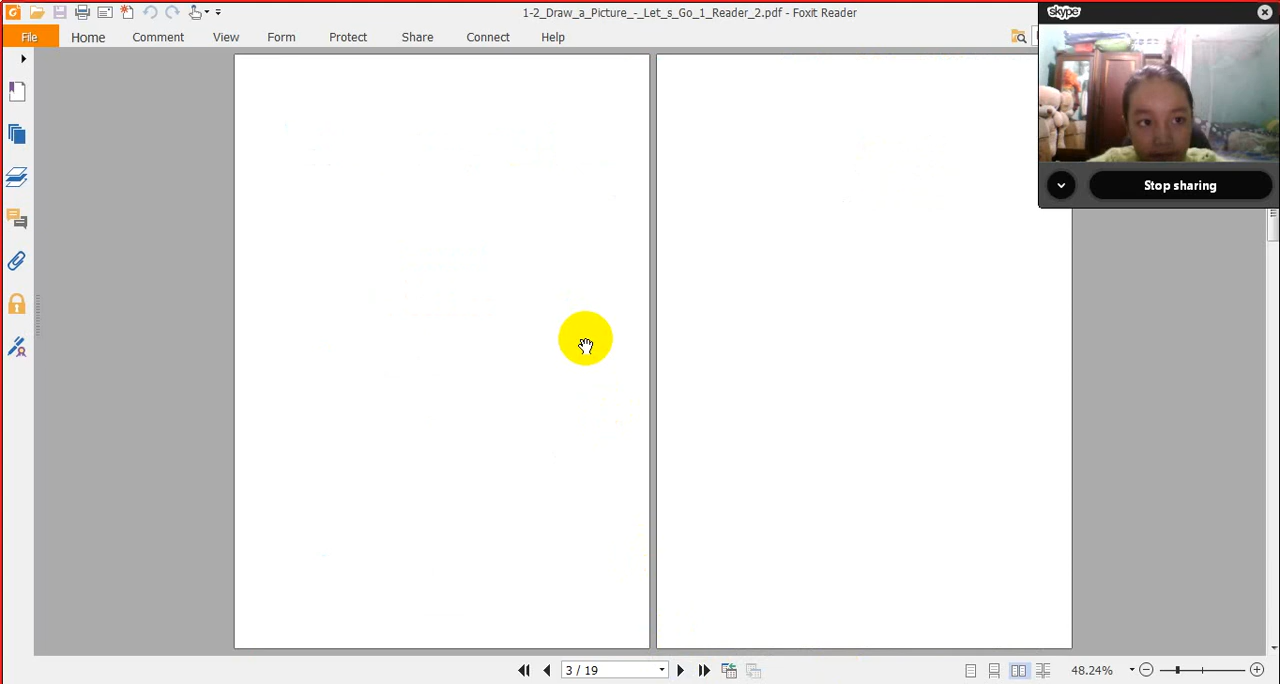 1-2_Draw_a_Picture_-_Let_s_Go_1_Reader_2.pdf - Foxit Reader
skype
File Home Comment View Form Protect Share Connect Help
Stop sharing
3 / 19
48.24%